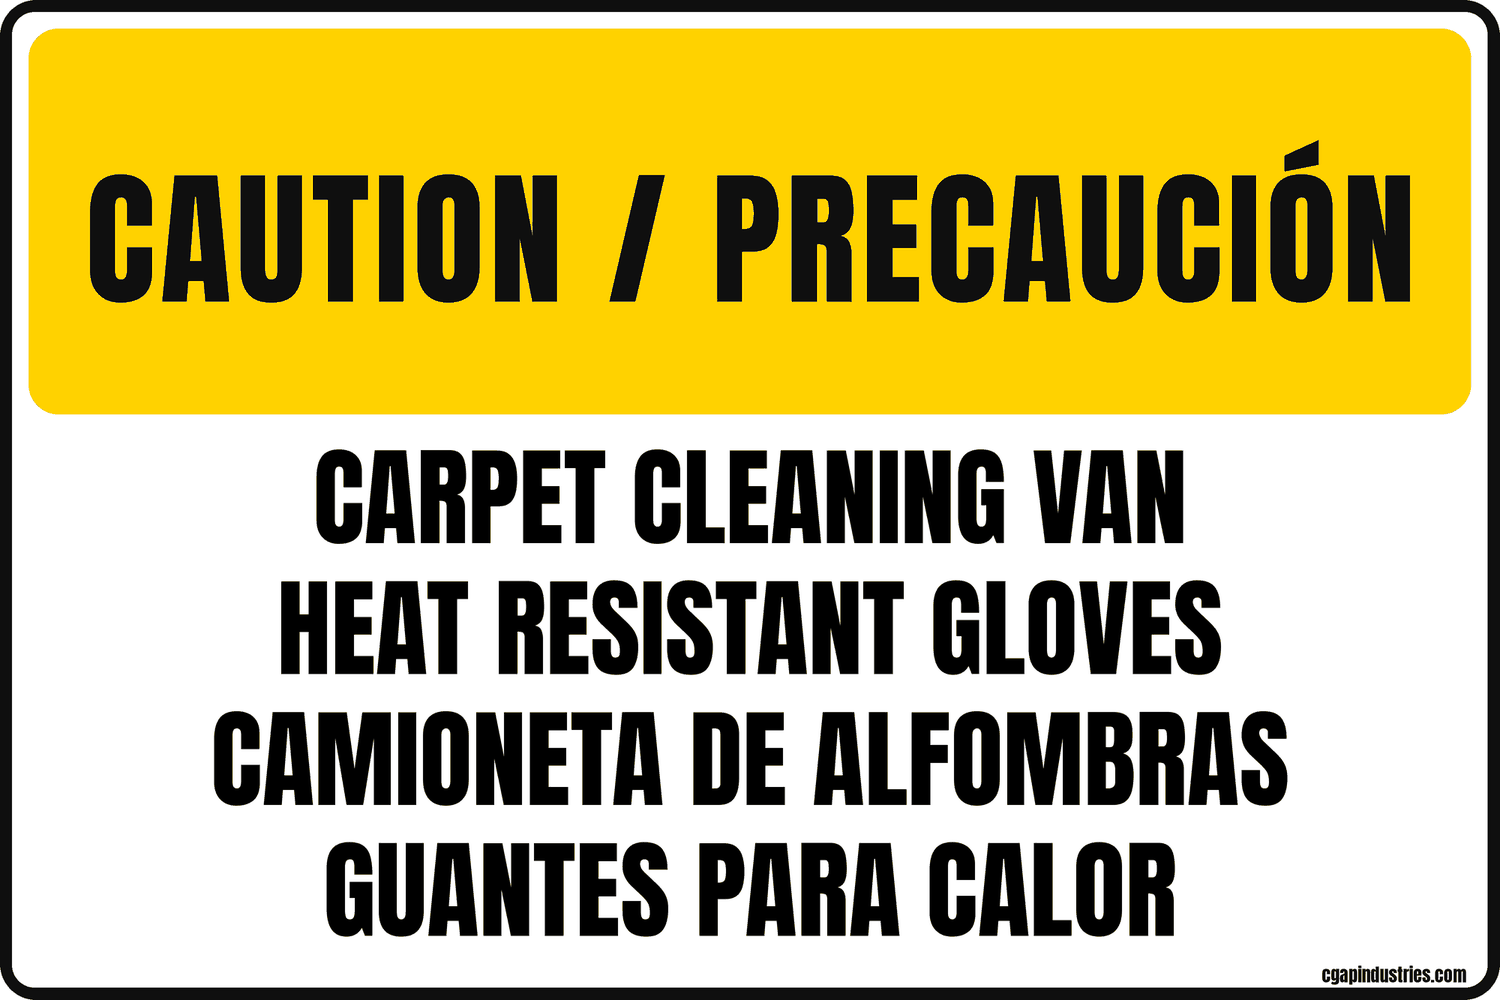 CAUTION / PRECAUCIÓN
CARPET CLEANING VAN
HEAT RESISTANT GLOVES
CAMIONETA DE ALFOMBRAS
GUANTES PARA CALOR
cgapindustries.com